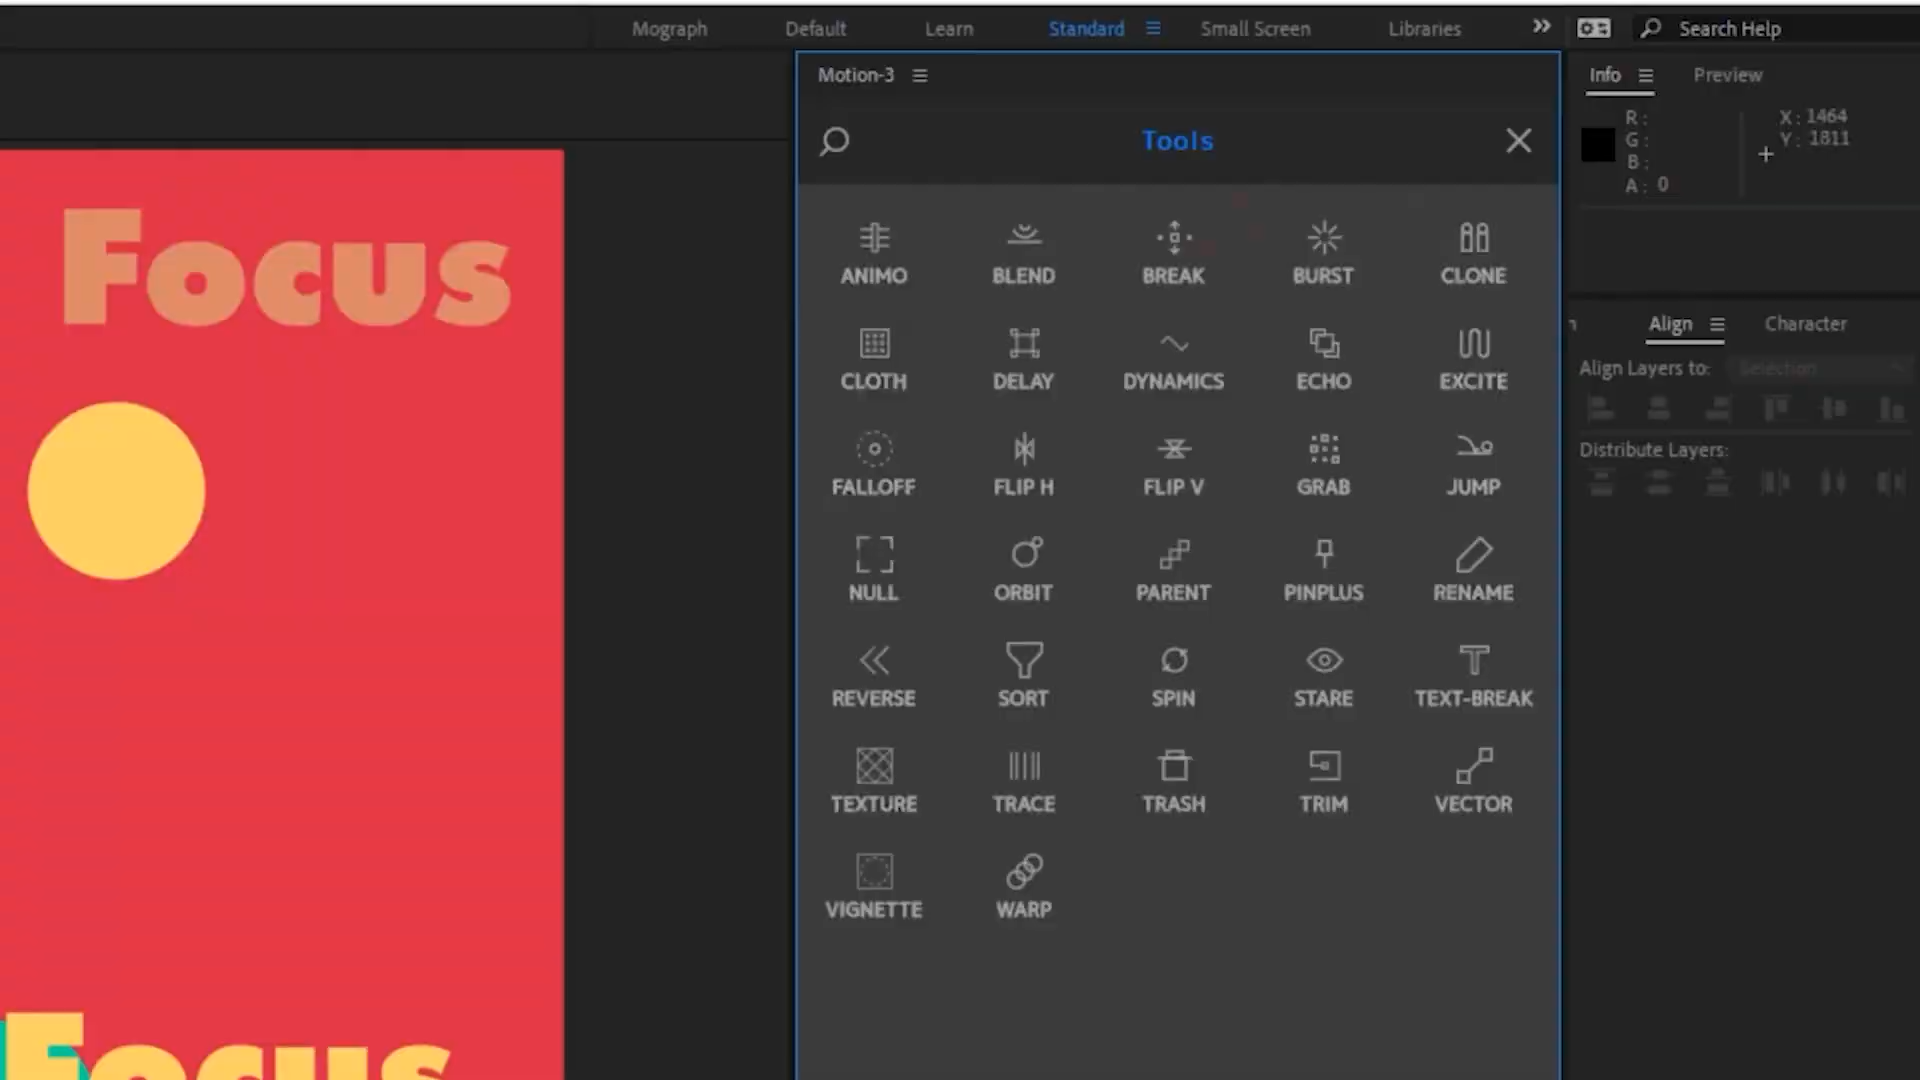 Mograph Default Learn Standard Small Screen Libraries Search Help
Motion-3
Info Preview
R:
G:
B:
A: 0
X: 1464
Y: 1811
Tools
Focus
ANIMO BLEND BREAK BURST CLONE
CLOTH DELAY DYNAMICS ECHO EXCITE
FALLOFF FLIP H FLIP V GRAB JUMP
NULL ORBIT PARENT PINPLUS RENAME
REVERSE SORT SPIN STARE TEXT-BREAK
TEXTURE TRACE TRASH TRIM VECTOR
VIGNETTE WARP
Align Character
Align Layers to: Selection
Distribute Layers:
Focus